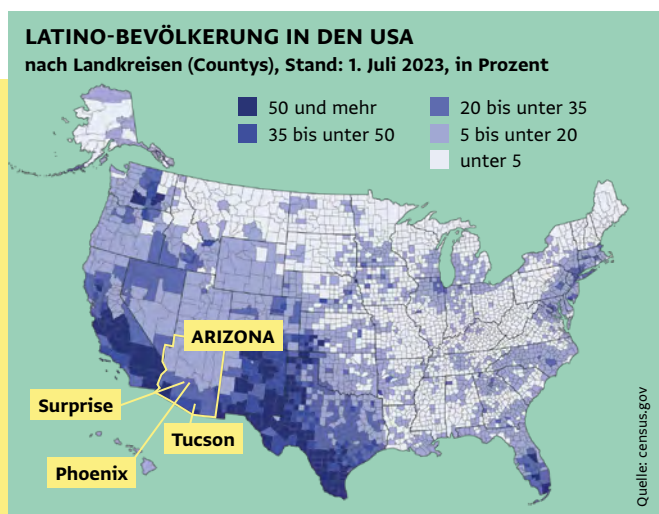 LATINO-BEVÖLKERUNG IN DEN USA
nach Landkreisen (Countys), Stand: 1. Juli 2023, in Prozent
50 und mehr
35 bis unter 50
20 bis unter 35
5 bis unter 20
unter 5
ARIZONA
Surprise
Tucson
Phoenix
Quelle: census.gov